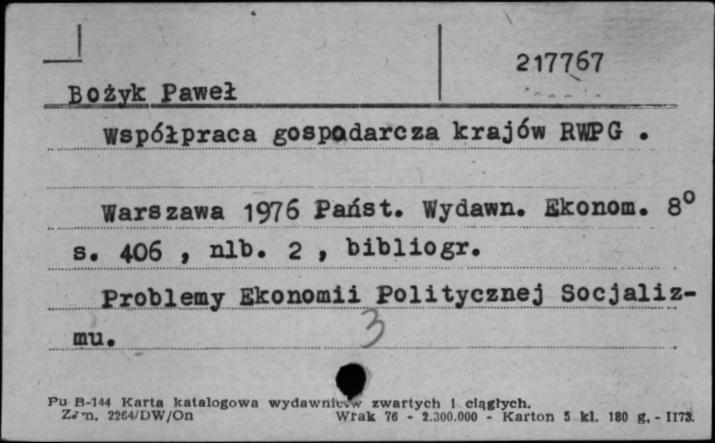 217767
Bożyk Paweł
Współpraca gospodarcza krajów RWPG .
Warszawa 1976 Państ. Wydawn. Ekonom. 8°
s. 406 , nlb. 2 , bibliogr.
Problemy Ekonomii Politycznej Socjaliz-
mu.
3
Pu B-144 Karta katalogowa wydawnictw zwartych i ciągłych.
Zam. 2264/DW/On Wrak 76 - 2.300.000 - Karton 5 kl. 180 g. - II73.